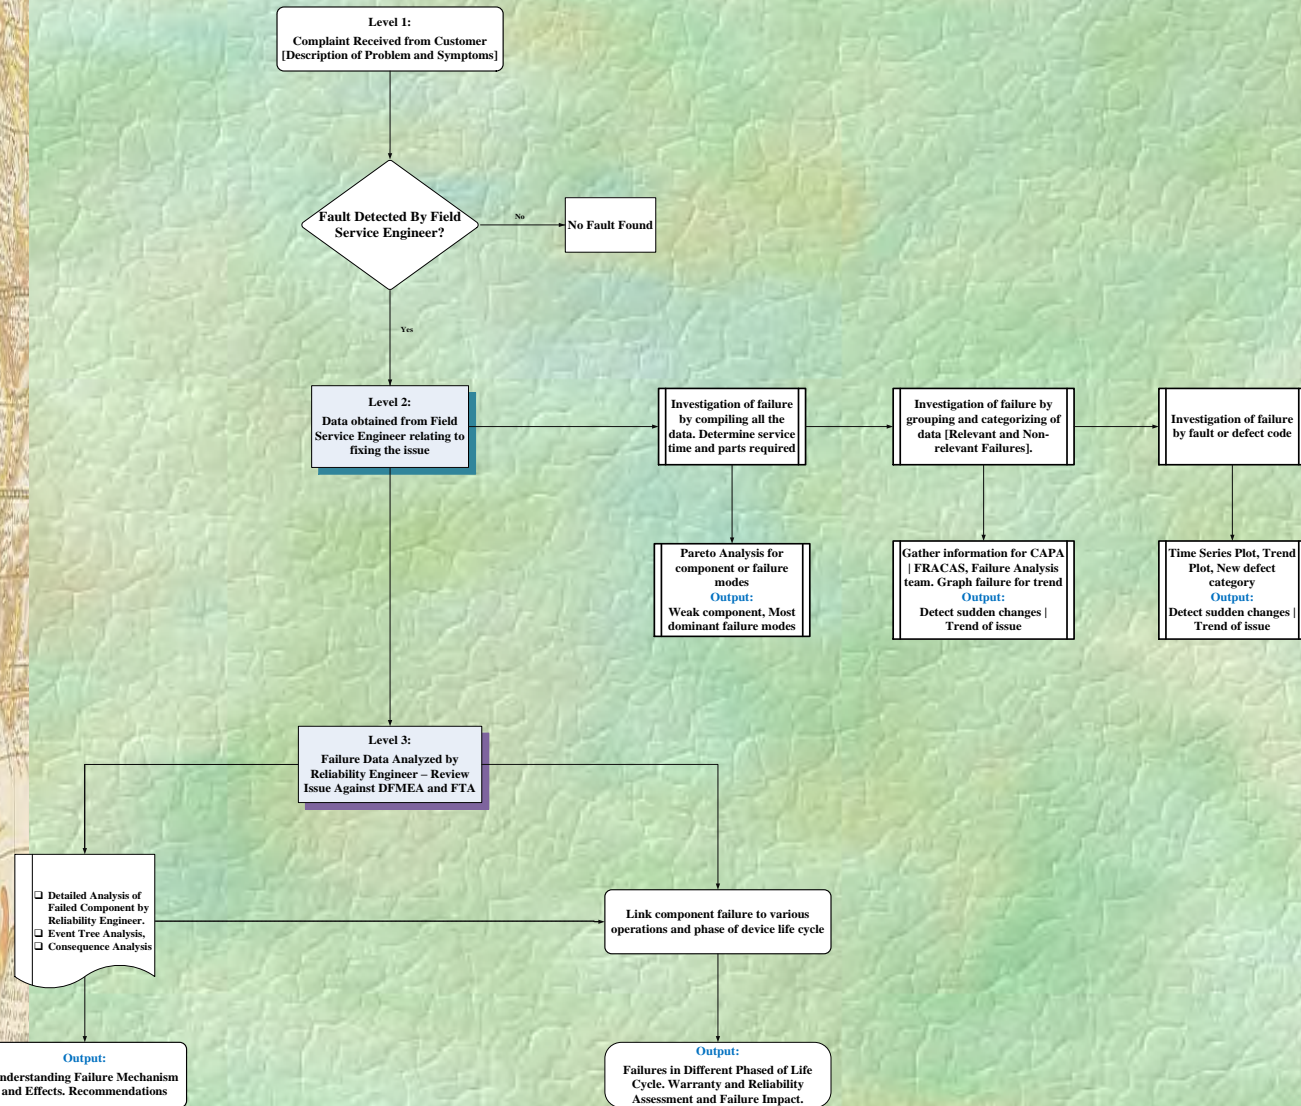 Level 1:
Complaint Received from Customer
[Description of Problem and Symptoms]
Fault Detected By Field
Service Engineer?
No
No Fault Found
Yes
Level 2:
Data obtained from Field
Service Engineer relating to
fixing the issue
Investigation of failure
by compiling all the
data. Determine service
time and parts required
Investigation of failure by
grouping and categorizing of
data [Relevant and Non-
relevant Failures].
Investigation of failure
by fault or defect code
Pareto Analysis for
component or failure
modes
Output:
Weak component, Most
dominant failure modes
Gather information for CAPA
| FRACAS, Failure Analysis
team. Graph failure for trend
Output:
Detect sudden changes |
Trend of issue
Time Series Plot, Trend
Plot, New defect
category
Output:
Detect sudden changes |
Trend of issue
Level 3:
Failure Data Analyzed by
Reliability Engineer – Review
Issue Against DFMEA and FTA
Detailed Analysis of
Failed Component by
Reliability Engineer.
Event Tree Analysis,
Consequence Analysis
Link component failure to various
operations and phase of device life cycle
Output:
nderstanding Failure Mechanism
and Effects. Recommendations
Output:
Failures in Different Phased of Life
Cycle. Warranty and Reliability
Assessment and Failure Impact.